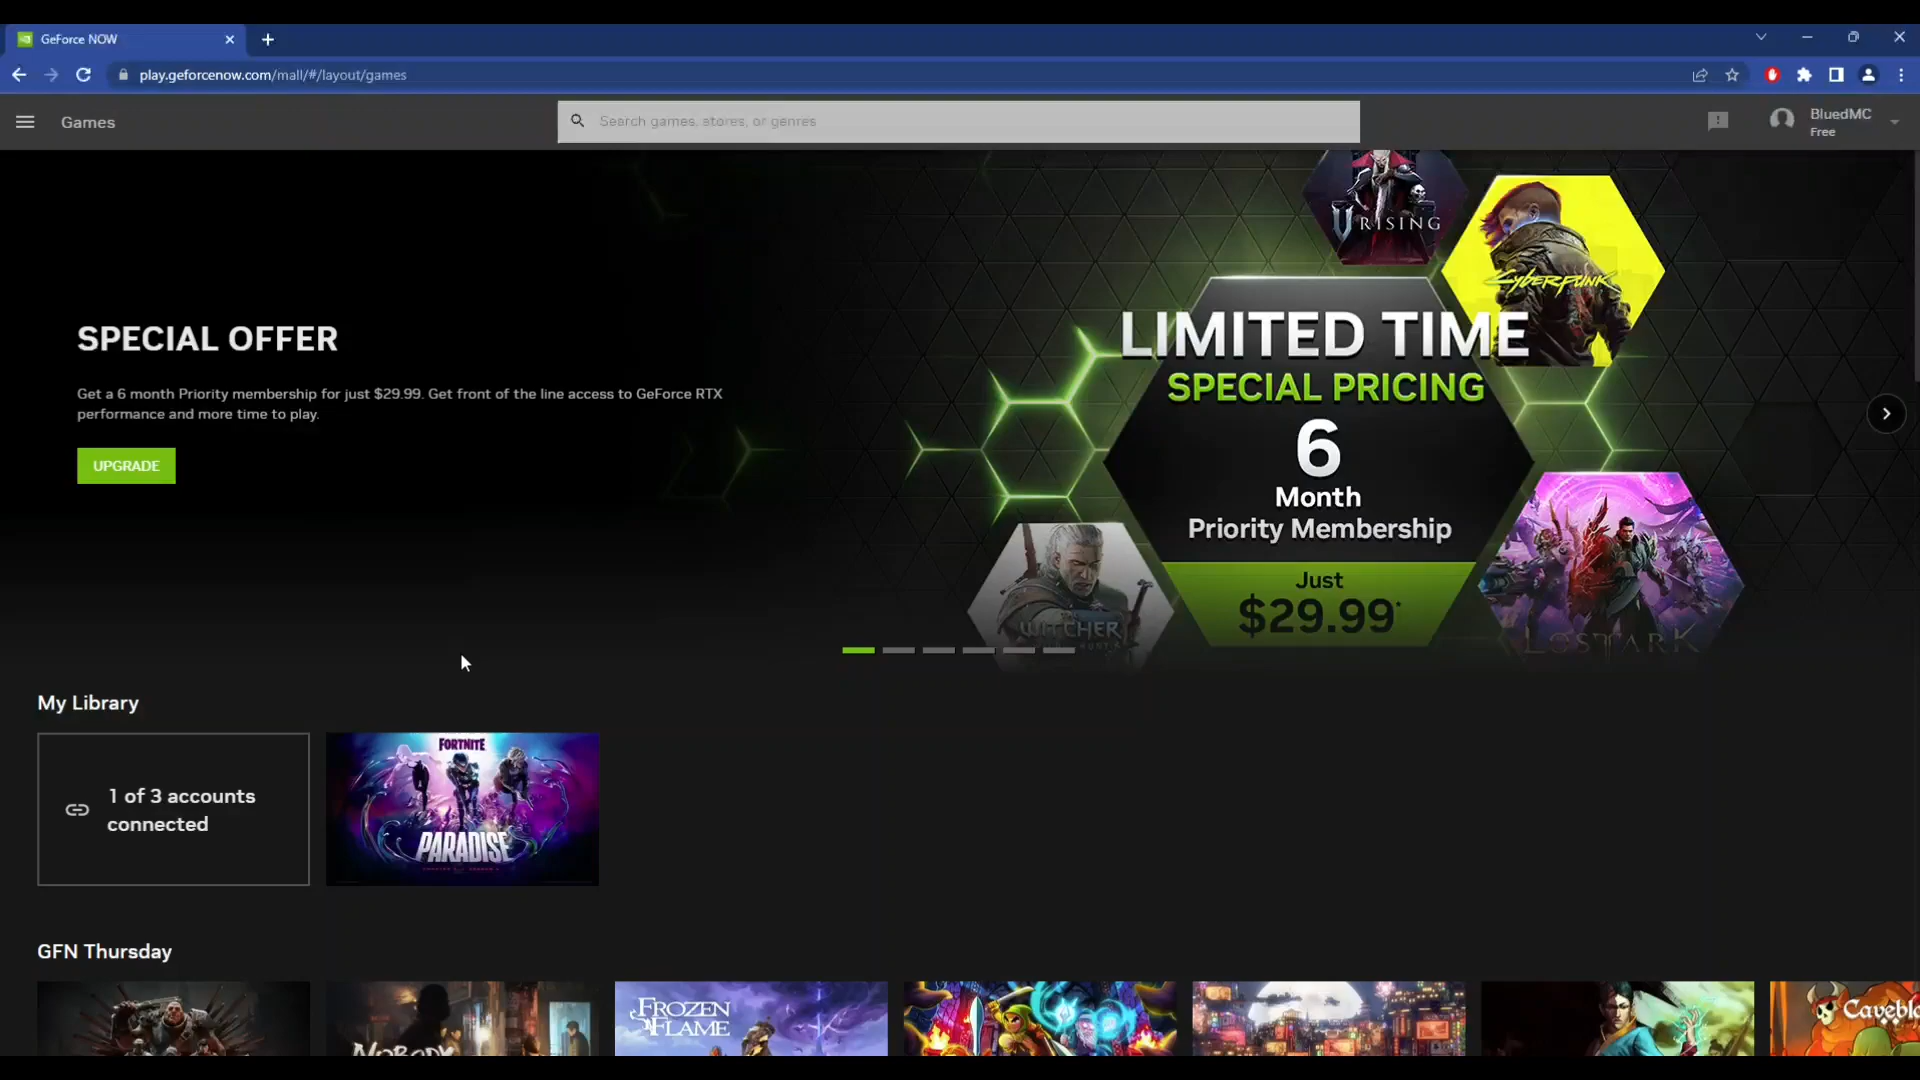 GeForce NOW
play.geforcenow.com/mall/#/layout/games
Games
Search games, stores, or genres
BluedMC
Free
V RISING
Cyberpunk
SPECIAL OFFER
Get a 6 month Priority membership for just $29.99. Get front of the line access to GeForce RTX
performance and more time to play.
UPGRADE
LIMITED TIME
SPECIAL PRICING
6
Month
Priority Membership
Just
$29.99*
WITCHER
LOST ARK
My Library
1 of 3 accounts
connected
FORTNITE
PARADISE
GFN Thursday
NOBODY
FROZEN
FLAME